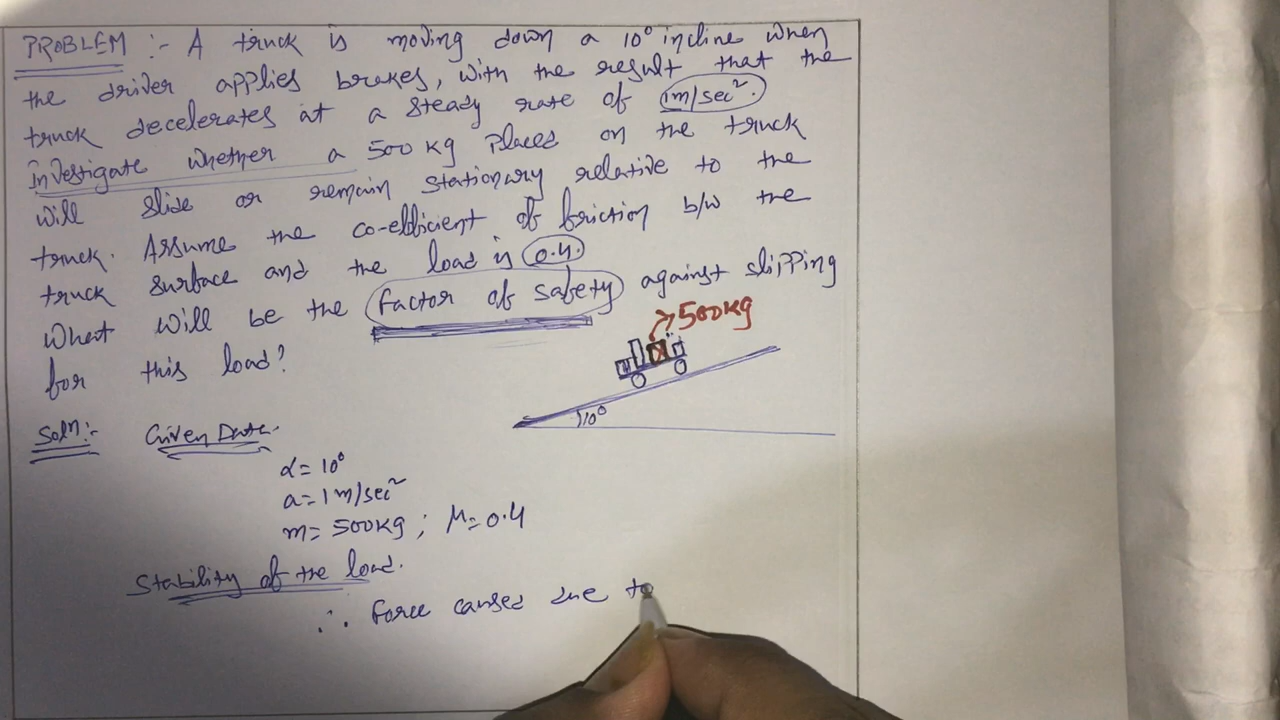 PROBLEM :- A truck is moving down a 10° incline when
the driver applies brakes, with the result that the
truck decelerates at a steady rate of 1m/sec².
Investigate whether a 500 kg places on the truck
will slide or remain stationary relative to the
truck. Assume the co-efficient of friction b/w the
truck surface and the load is 0.4.
What will be the factor of safety against slipping
for this load?
500kg
10°
Soln:- Given Data.
α = 10°
a = 1m/sec²
m = 500kg ; μ = 0.4
Stability of the load.
∴ force caused due to